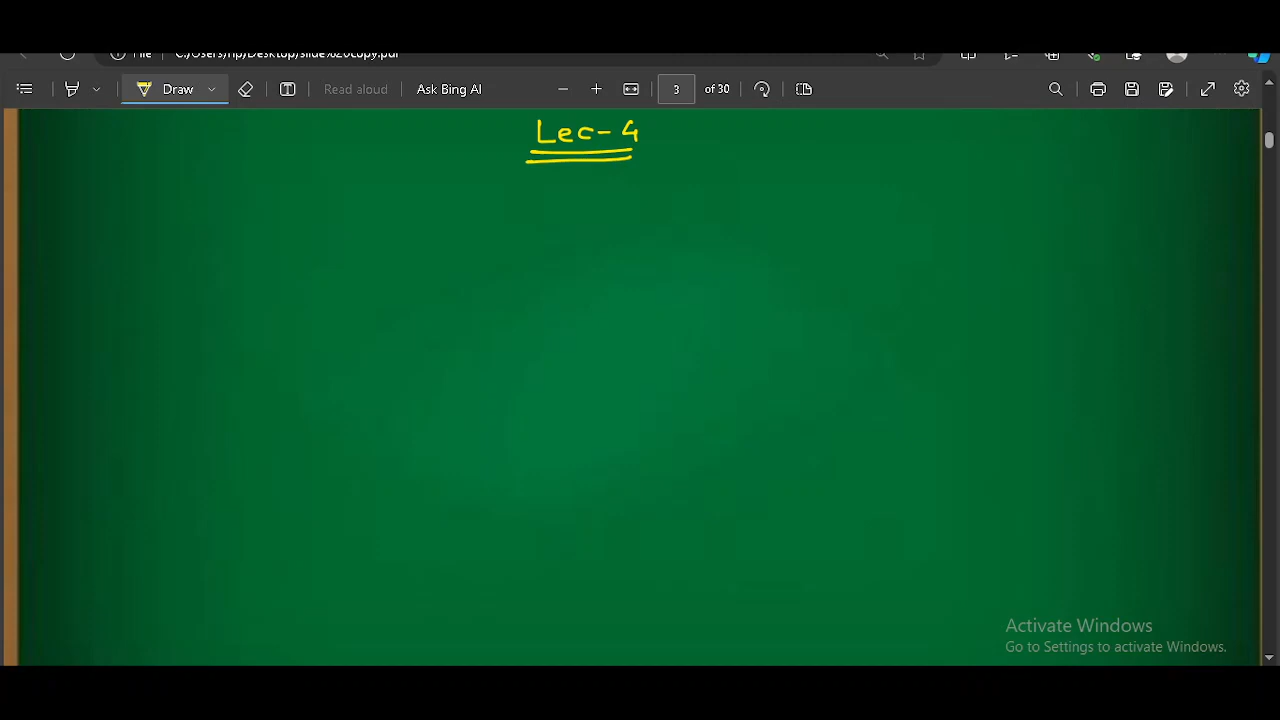 File C:/Users/hp/Desktop/slide%20copy.pdf
Draw Read aloud Ask Bing AI 3 of 30
Lec-4
Activate Windows
Go to Settings to activate Windows.